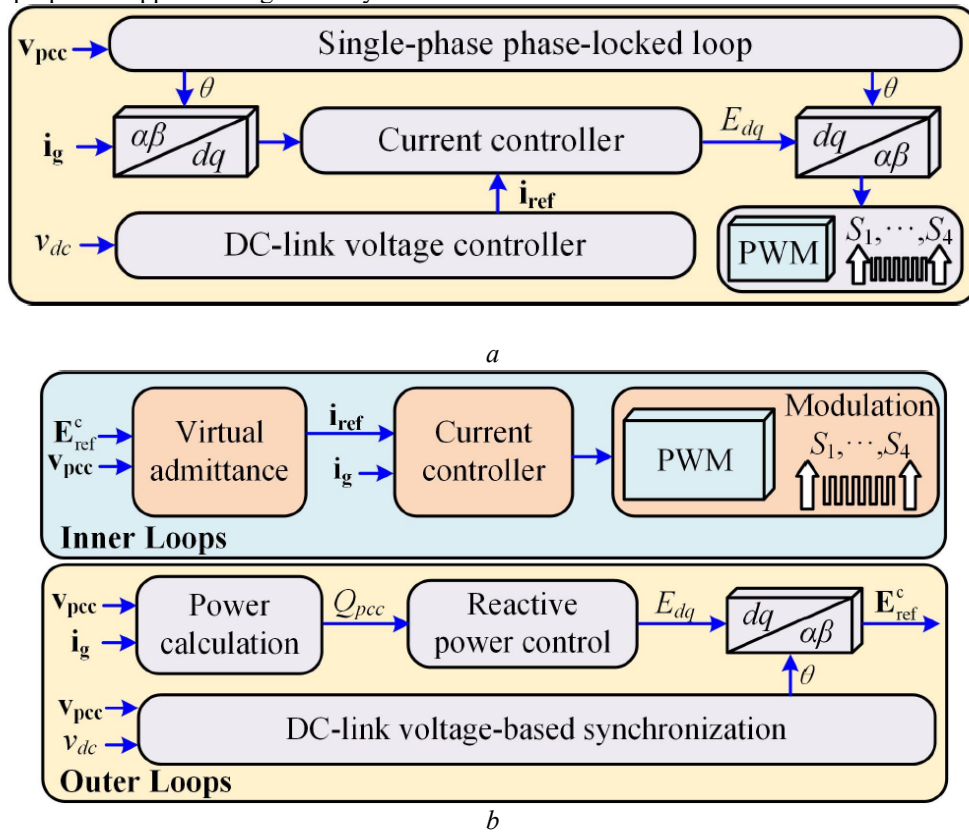 Single-phase phase-locked loop
v_pcc
θ
θ
i_g
αβ
dq
Current controller
E_dq
dq
αβ
i_ref
v_dc
DC-link voltage controller
PWM
S_1,⋯,S_4
a
E^c_ref
v_pcc
Virtual
admittance
i_ref
i_g
Current
controller
PWM
Modulation
S_1,⋯,S_4
Inner Loops
v_pcc
i_g
Power
calculation
Q_pcc
Reactive
power control
E_dq
dq
αβ
E^c_ref
θ
v_pcc
v_dc
DC-link voltage-based synchronization
Outer Loops
b